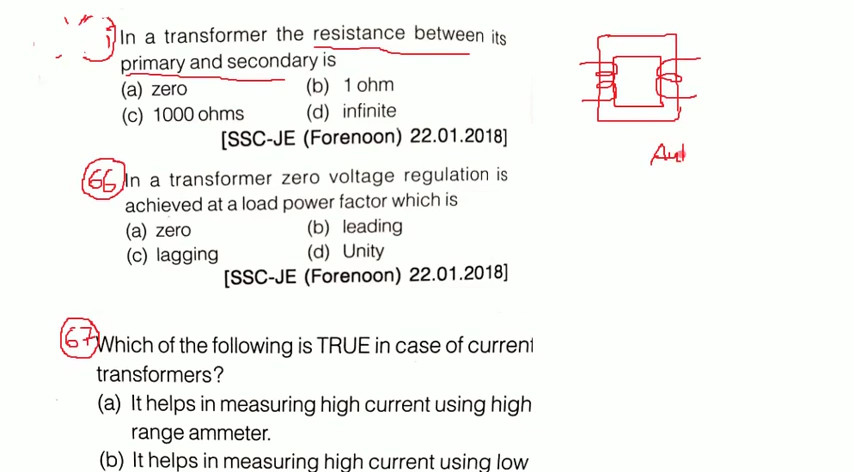 In a transformer the resistance between its
primary and secondary is
(a) zero (b) 1 ohm
(c) 1000 ohms (d) infinite
[SSC-JE (Forenoon) 22.01.2018]
66 In a transformer zero voltage regulation is
achieved at a load power factor which is
(a) zero (b) leading
(c) lagging (d) Unity
[SSC-JE (Forenoon) 22.01.2018]
67 Which of the following is TRUE in case of current
transformers?
(a) It helps in measuring high current using high
range ammeter.
(b) It helps in measuring high current using low